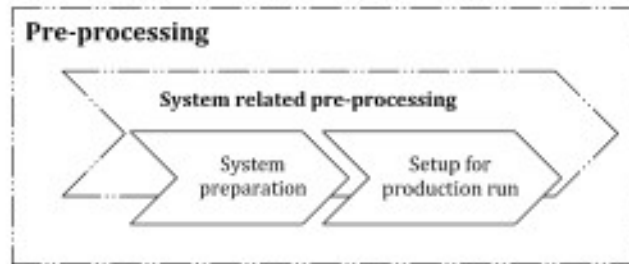 Pre-processing
System related pre-processing
System
preparation
Setup for
production run